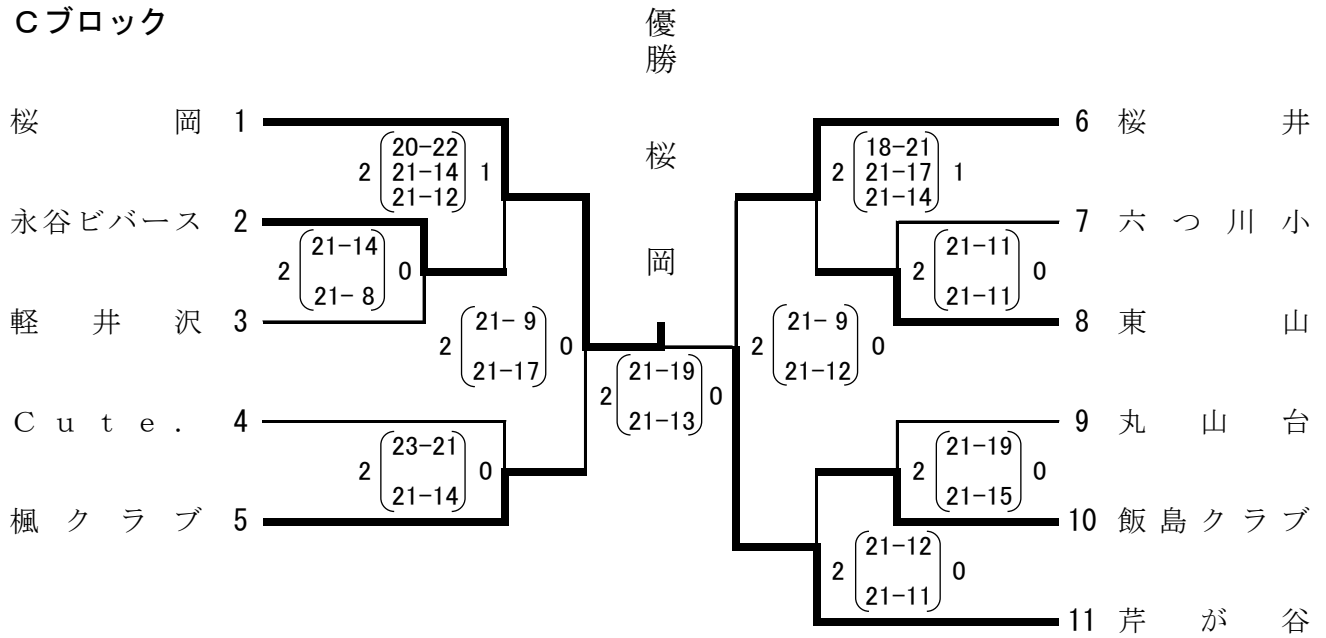 Cブロック
優勝 桜岡
桜岡 1
2 20-22 21-14 21-12 1
永谷ビバース 2
2 21-14 21- 8 0
軽井沢 3
2 21- 9 21-17 0
Cute. 4
2 23-21 21-14 0
楓クラブ 5
2 21-19 21-13 0
6 桜井
2 18-21 21-17 21-14 1
7 六つ川小
2 21-11 21-11 0
8 東山
2 21- 9 21-12 0
9 丸山台
2 21-19 21-15 0
10 飯島クラブ
2 21-12 21-11 0
11 芹が谷